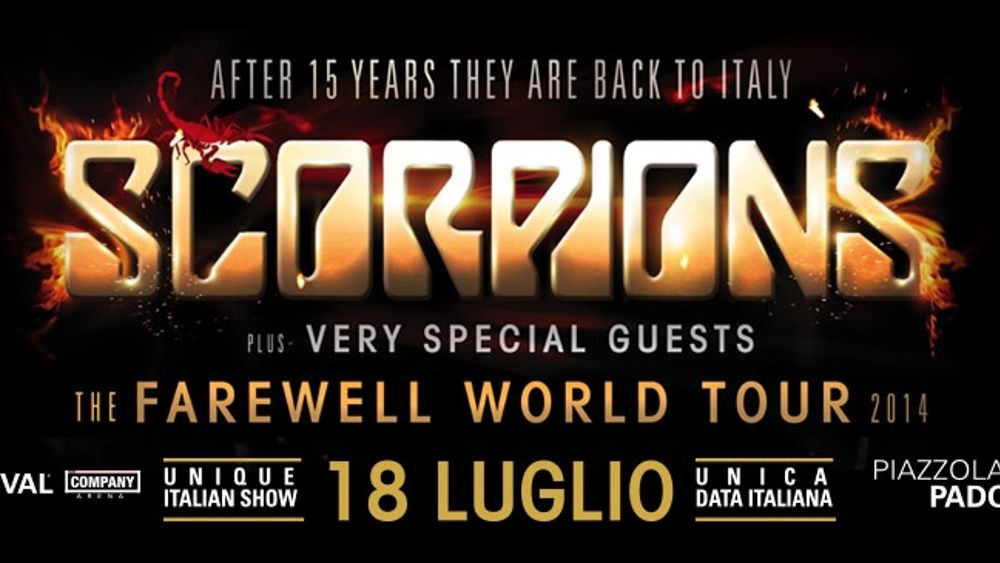 AFTER 15 YEARS THEY ARE BACK TO ITALY
SCORPIONS
PLUS VERY SPECIAL GUESTS
THE FAREWELL WORLD TOUR 2014
VAL COMPANY ARENA
UNIQUE ITALIAN SHOW
18 LUGLIO
UNICA DATA ITALIANA
PIAZZOLA
PADO